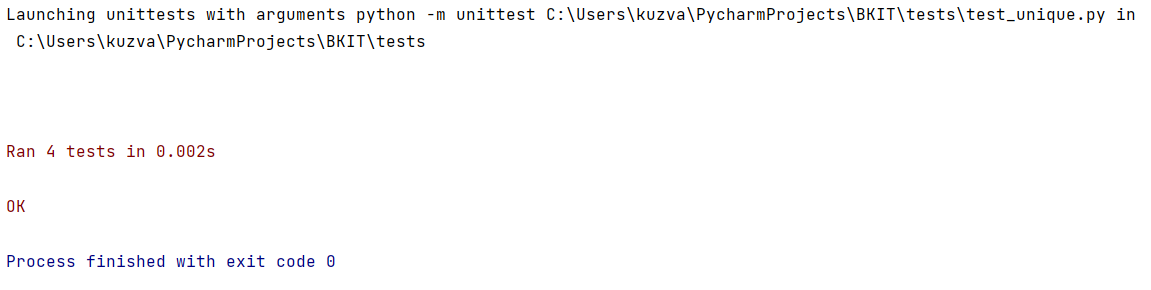 Launching unittests with arguments python -m unittest C:\Users\kuzva\PycharmProjects\BKIT\tests\test_unique.py in
C:\Users\kuzva\PycharmProjects\BKIT\tests
Ran 4 tests in 0.002s
OK
Process finished with exit code 0